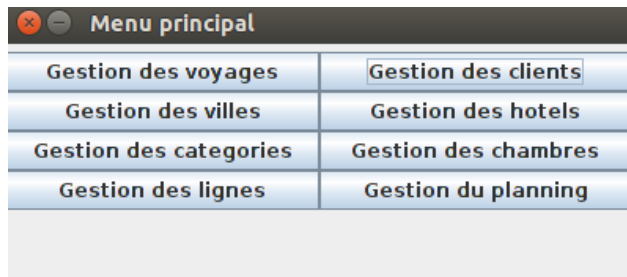 Menu principal
Gestion des voyages Gestion des clients
Gestion des villes Gestion des hotels
Gestion des categories Gestion des chambres
Gestion des lignes Gestion du planning